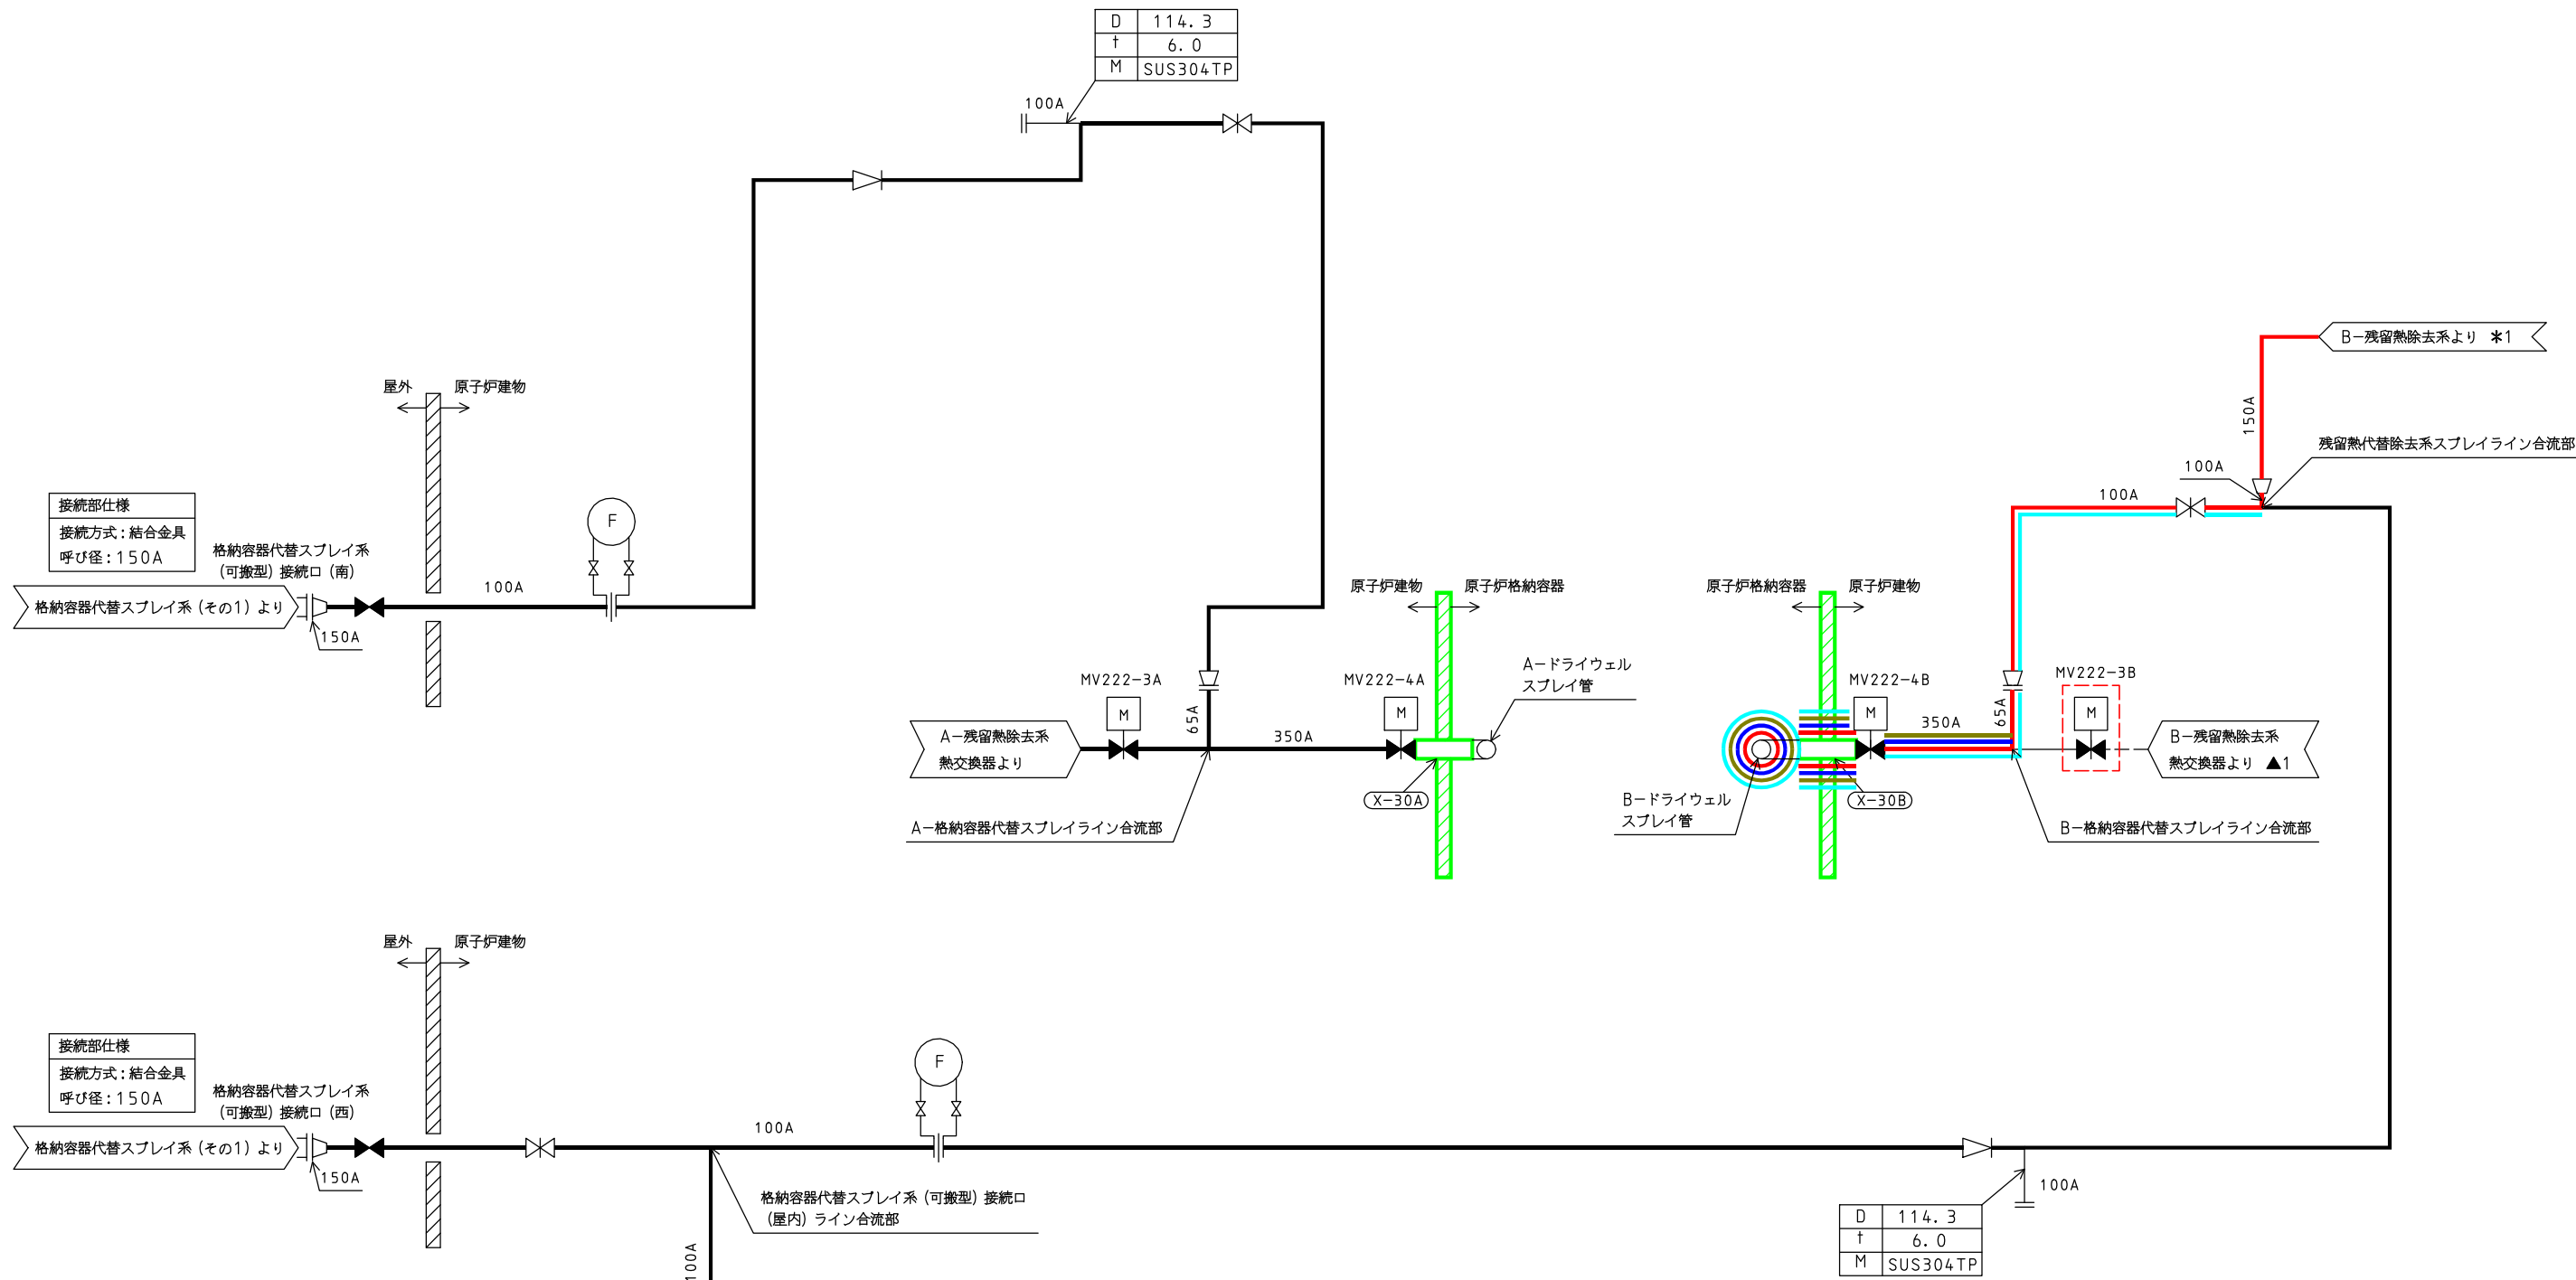 D 114.3
t 6.0
M SUS304TP
100A
B-残留熱除去系より *1
150A
残留熱代替除去系スプレイライン合流部
100A
100A
屋外
原子炉建物
接続部仕様
接続方式:結合金具
呼び径:150A
格納容器代替スプレイ系
(可搬型)接続口(南)
格納容器代替スプレイ系(その1)より
150A
100A
F
原子炉建物
原子炉格納容器
原子炉格納容器
原子炉建物
A-ドライウェル
スプレイ管
MV222-3A
M
MV222-4A
M
65A
350A
A-残留熱除去系
熱交換器より
X-30A
A-格納容器代替スプレイライン合流部
MV222-4B
M
350A
65A
MV222-3B
M
B-残留熱除去系
熱交換器より ▲1
B-ドライウェル
スプレイ管
X-30B
B-格納容器代替スプレイライン合流部
屋外
原子炉建物
接続部仕様
接続方式:結合金具
呼び径:150A
格納容器代替スプレイ系
(可搬型)接続口(西)
格納容器代替スプレイ系(その1)より
150A
100A
F
格納容器代替スプレイ系(可搬型)接続口
(屋内)ライン合流部
100A
100A
D 114.3
t 6.0
M SUS304TP